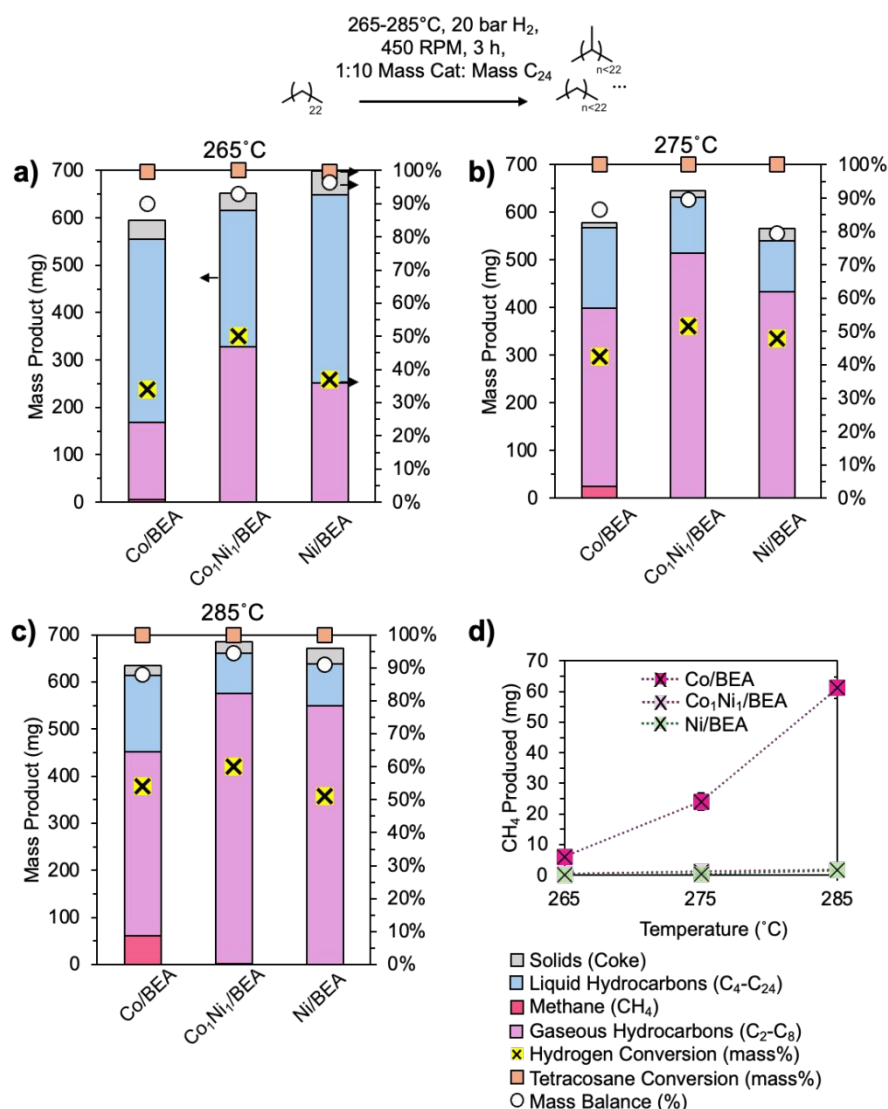 265-285°C, 20 bar H₂,
450 RPM, 3 h,
1:10 Mass Cat: Mass C₂₄
22
n<22
n<22
...
a)
265˚C
Mass Product (mg)
700
600
500
400
300
200
100
0
100%
90%
80%
70%
60%
50%
40%
30%
20%
10%
0%
Co/BEA
Co₁Ni₁/BEA
Ni/BEA
b)
275˚C
Mass Product (mg)
700
600
500
400
300
200
100
0
100%
90%
80%
70%
60%
50%
40%
30%
20%
10%
0%
Co/BEA
Co₁Ni₁/BEA
Ni/BEA
c)
285˚C
Mass Product (mg)
700
600
500
400
300
200
100
0
100%
90%
80%
70%
60%
50%
40%
30%
20%
10%
0%
Co/BEA
Co₁Ni₁/BEA
Ni/BEA
d)
CH₄ Produced (mg)
70
60
50
40
30
20
10
0
Co/BEA
Co₁Ni₁/BEA
Ni/BEA
265
275
285
Temperature (˚C)
Solids (Coke)
Liquid Hydrocarbons (C₄-C₂₄)
Methane (CH₄)
Gaseous Hydrocarbons (C₂-C₈)
Hydrogen Conversion (mass%)
Tetracosane Conversion (mass%)
Mass Balance (%)